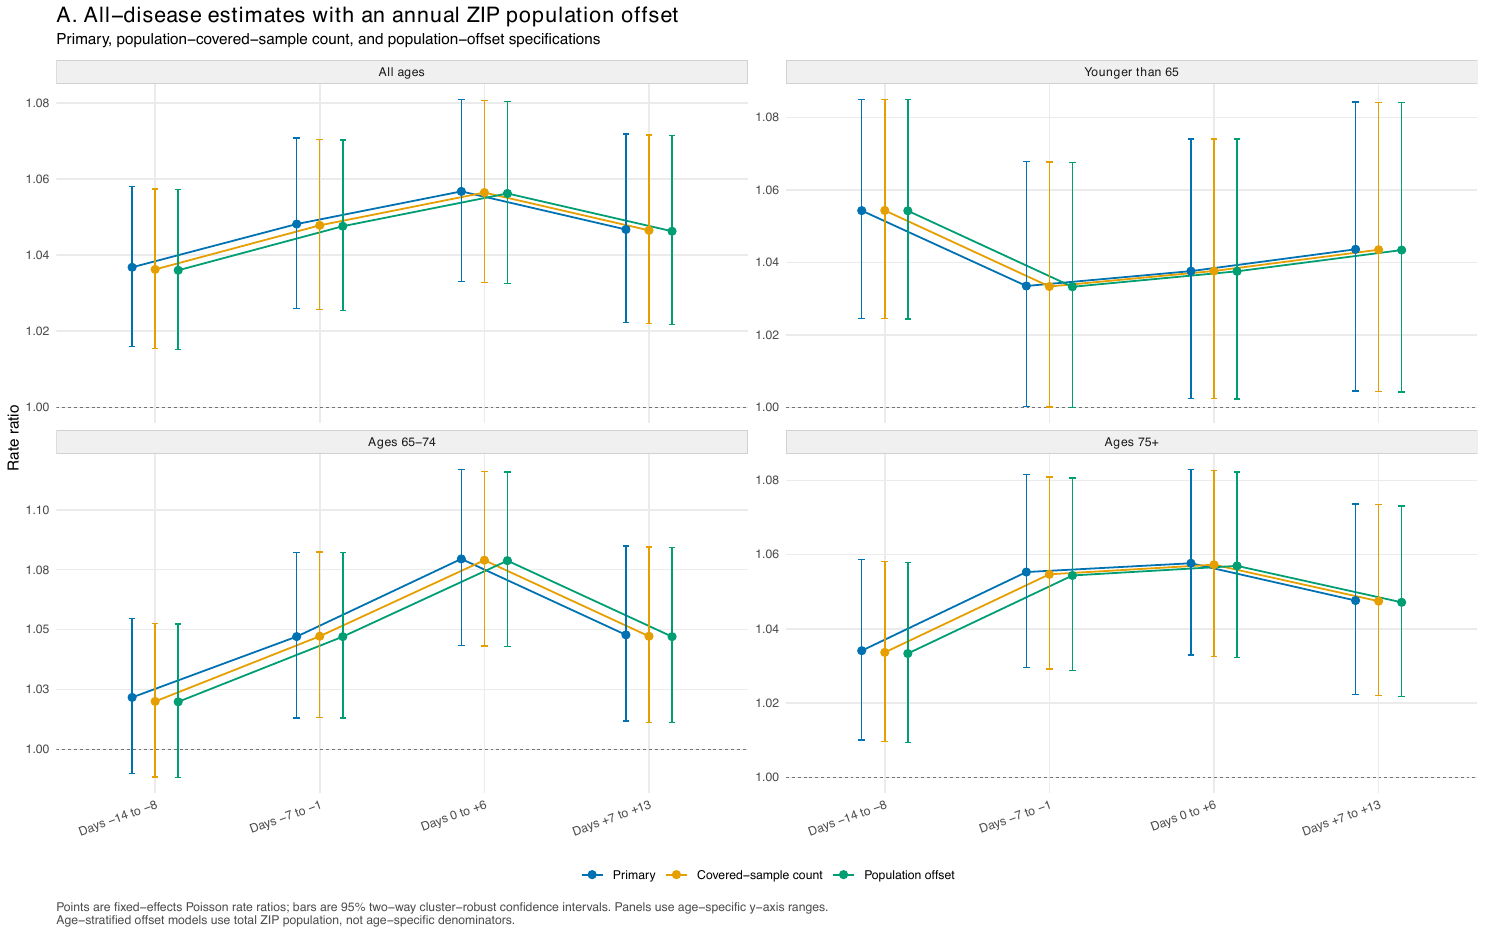 A. All−disease estimates with an annual ZIP population offset
Primary, population−covered−sample count, and population−offset specifications
All ages
Younger than 65
1.08
1.06
1.04
1.02
1.00
1.08
1.06
1.04
1.02
1.00
Rate ratio
Ages 65−74
Ages 75+
1.10
1.08
1.05
1.03
1.00
1.08
1.06
1.04
1.02
1.00
Days −14 to −8
Days −7 to −1
Days 0 to +6
Days +7 to +13
Days −14 to −8
Days −7 to −1
Days 0 to +6
Days +7 to +13
Primary
Covered−sample count
Population offset
Points are fixed−effects Poisson rate ratios; bars are 95% two−way cluster−robust confidence intervals. Panels use age−specific y−axis ranges.
Age−stratified offset models use total ZIP population, not age−specific denominators.